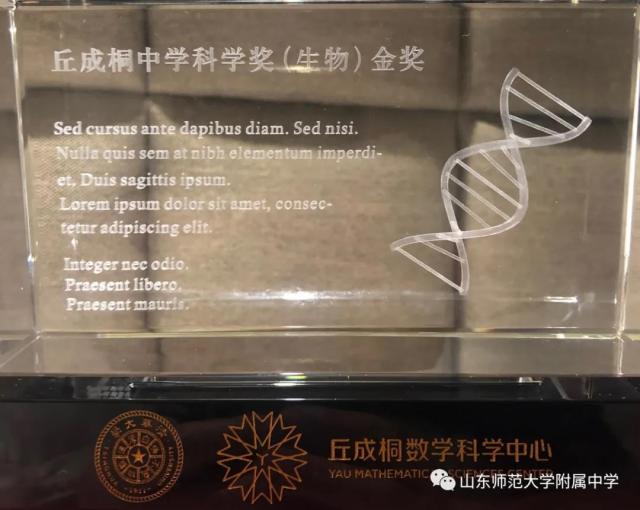 丘成桐中学科学奖(生物)金奖
Sed cursus ante dapibus diam. Sed nisi.
Nulla quis sem at nibh elementum imperdi-
et. Duis sagittis ipsum.
Lorem ipsum dolor sit amet, consec-
tetur adipiscing elit.
Integer nec odio.
Praesent libero.
Praesent mauris.
丘成桐数学科学中心
YAU MATHEMATICAL SCIENCES CENTER
山东师范大学附属中学